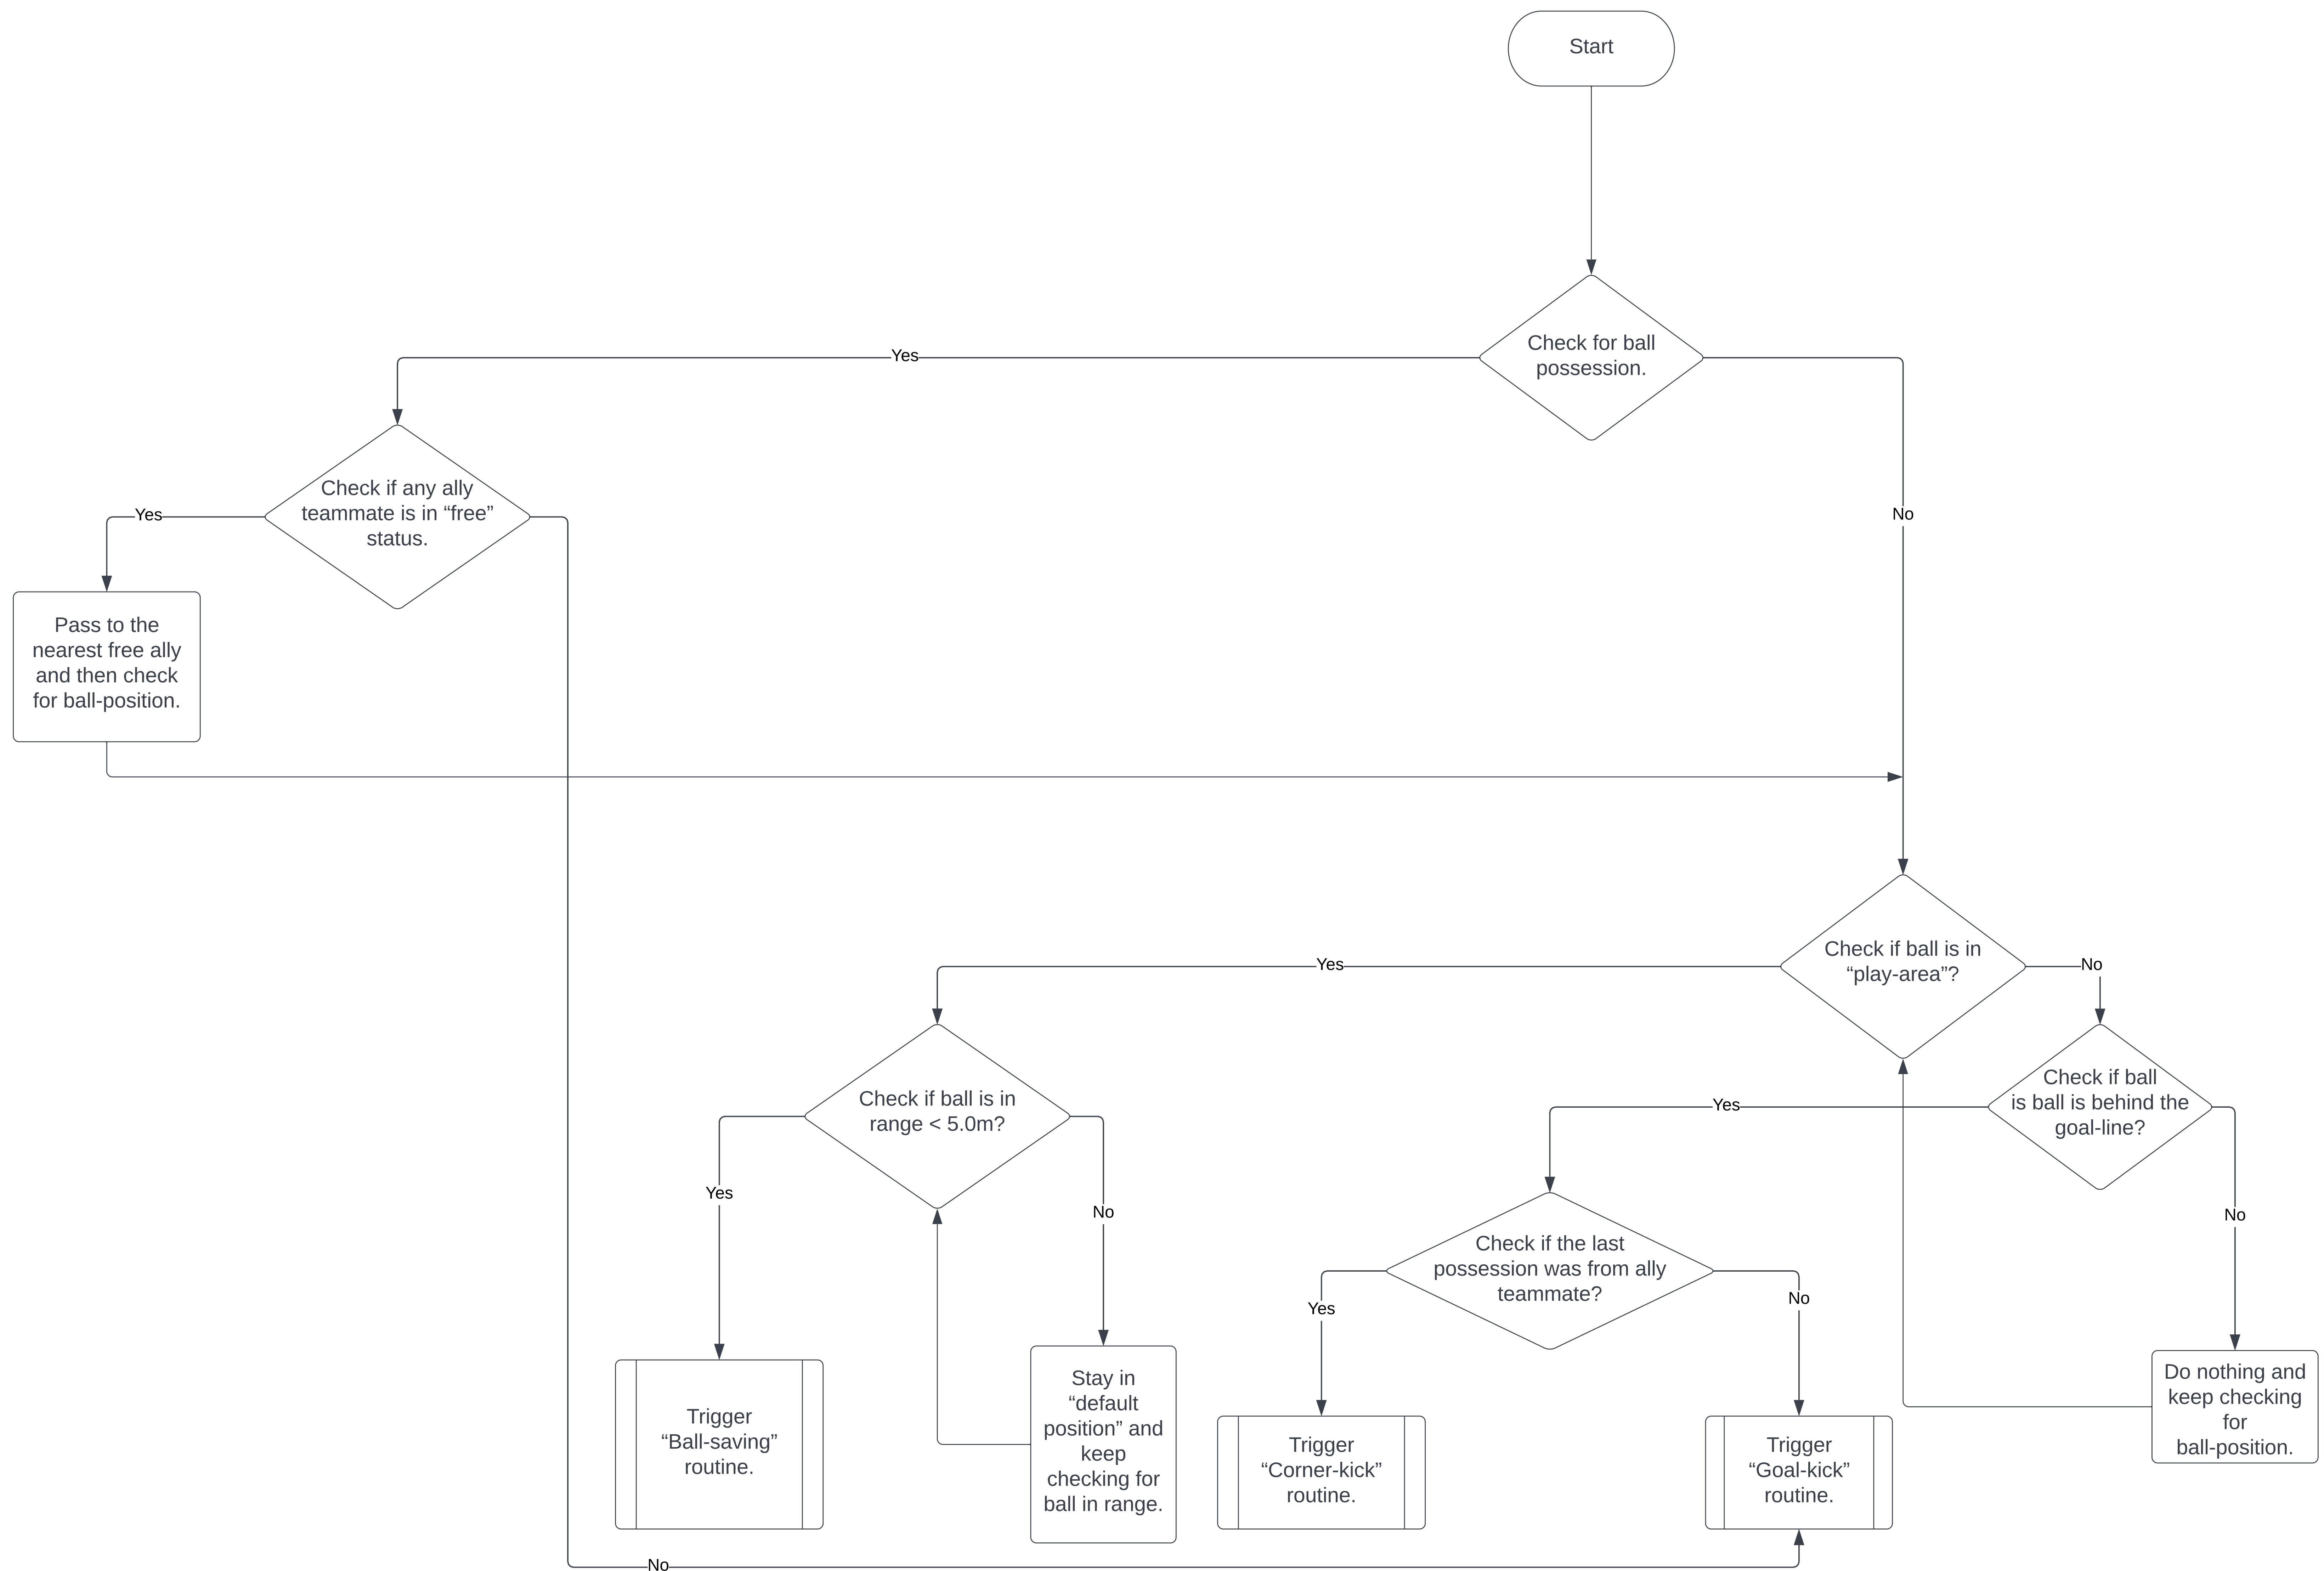 Start
Check for ball
possession.
Yes
No
Check if any ally
teammate is in “free”
status.
Yes
Pass to the
nearest free ally
and then check
for ball-position.
No
Check if ball is in
“play-area”?
Yes
No
Check if ball is in
range < 5.0m?
Yes
No
Trigger
“Ball-saving”
routine.
Stay in
“default
position” and
keep
checking for
ball in range.
Check if ball
is ball is behind the
goal-line?
Yes
No
Check if the last
possession was from ally
teammate?
Yes
No
Trigger
“Corner-kick”
routine.
Trigger
“Goal-kick”
routine.
Do nothing and
keep checking
for
ball-position.